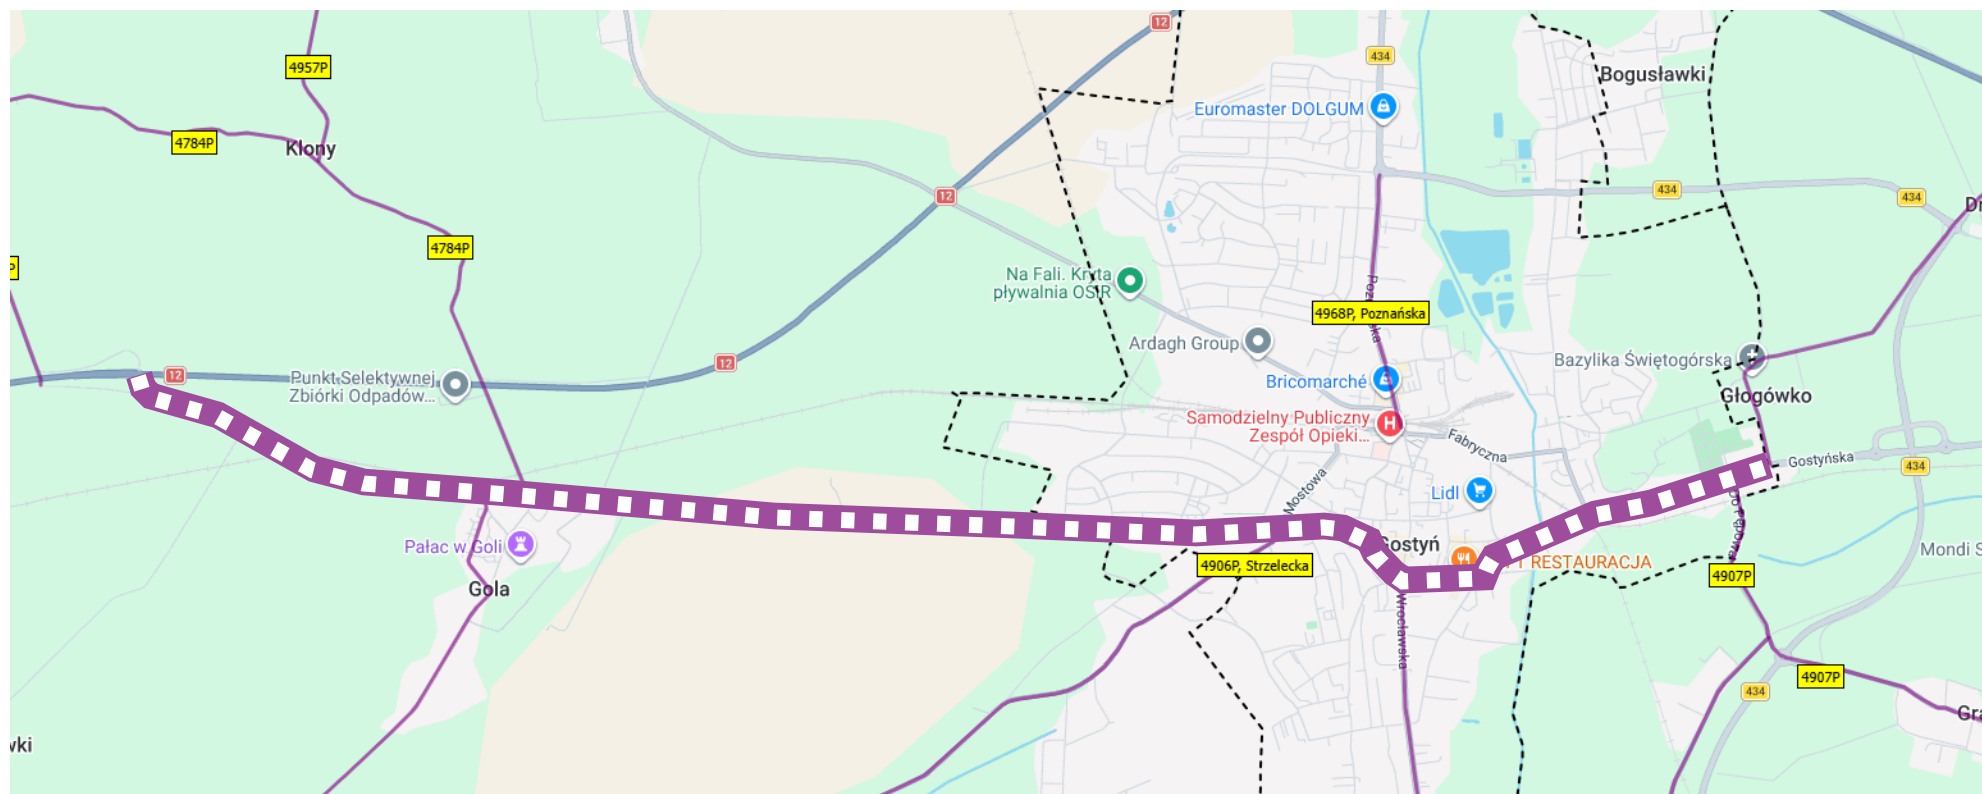 12
434
4957P
Bogusławki
Euromaster DOLGUM
4784P
Klony
434
12
434
4784P
P
Na Fali. Kryta
pływalnia OSiR
4968P, Poznańska
Ardagh Group
Bazylika Świętogórska
12
12
Punkt Selektywnej
Zbiórki Odpadów...
Bricomarché
Głogówko
Samodzielny Publiczny
Zespół Opieki...
H
Fabryczna
Gostyńska
434
Mostowa
Lidl
Pałac w Goli
Gostyń
RESTAURACJA
Mondi S
4906P, Strzelecka
4907P
Gola
Wrocławska
4907P
434
Gra
wki